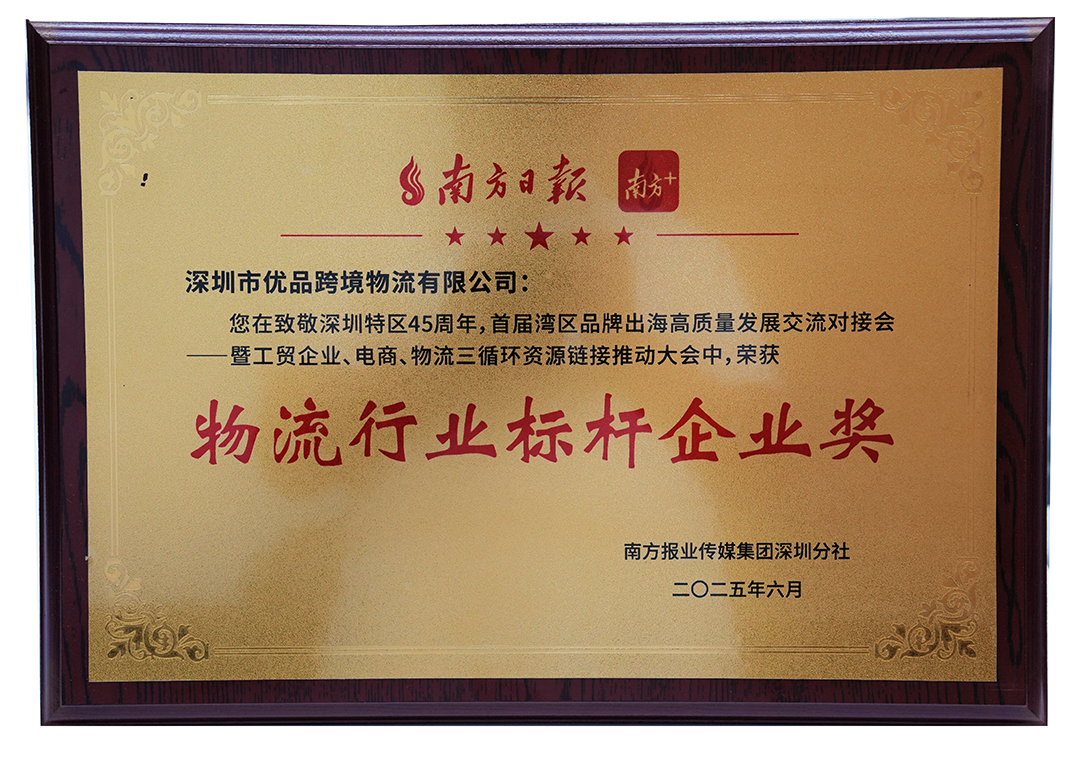 南方日报 南方+
深圳市优品跨境物流有限公司：
您在致敬深圳特区45周年，首届湾区品牌出海高质量发展交流对接会
——暨工贸企业、电商、物流三循环资源链接推动大会中，荣获
物流行业标杆企业奖
南方报业传媒集团深圳分社
二〇二五年六月